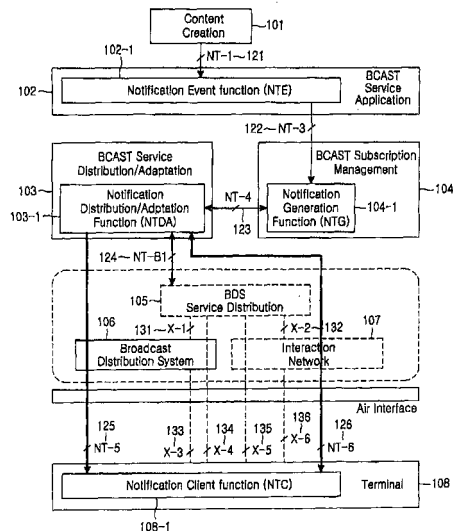 Content
Creation
101
102-1
NT-1
121
Notification Event function (NTE)
BCAST
Service
Application
102
122
NT-3
BCAST Service
Distribution/Adaptation
BCAST Subscription
Management
103
Notification
Distribution/Adaptation
Function (NTDA)
103-1
NT-4
123
Notification
Generation
Function (NTG)
104
104-1
124
NT-B1
105
BDS
Service Distribution
106
131
X-1
X-2
132
107
Broadcast
Distribution System
Interaction
Network
Air Interface
125
NT-5
133
X-3
134
X-4
135
X-5
136
X-6
126
NT-6
Notification Client function (NTC)
Terminal
108
108-1